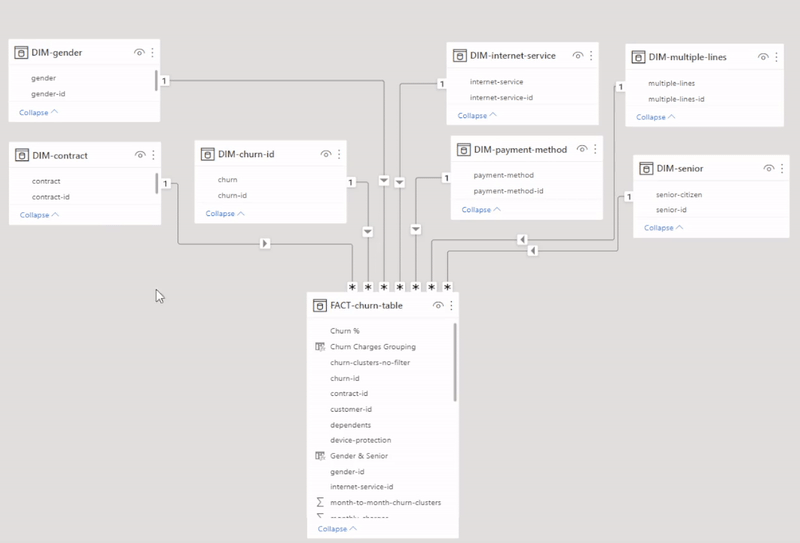 DIM-gender
gender
gender-id
Collapse
1
DIM-internet-service
internet-service
internet-service-id
Collapse
1
DIM-multiple-lines
multiple-lines
multiple-lines-id
Collapse
1
DIM-contract
contract
contract-id
Collapse
1
DIM-churn-id
churn
churn-id
Collapse
1
DIM-payment-method
payment-method
payment-method-id
Collapse
1
DIM-senior
senior-citizen
senior-id
Collapse
1
* * * * * * *
FACT-churn-table
Churn %
Churn Charges Grouping
churn-clusters-no-filter
churn-id
contract-id
customer-id
dependents
device-protection
Gender & Senior
gender-id
internet-service-id
∑ month-to-month-churn-clusters
Collapse